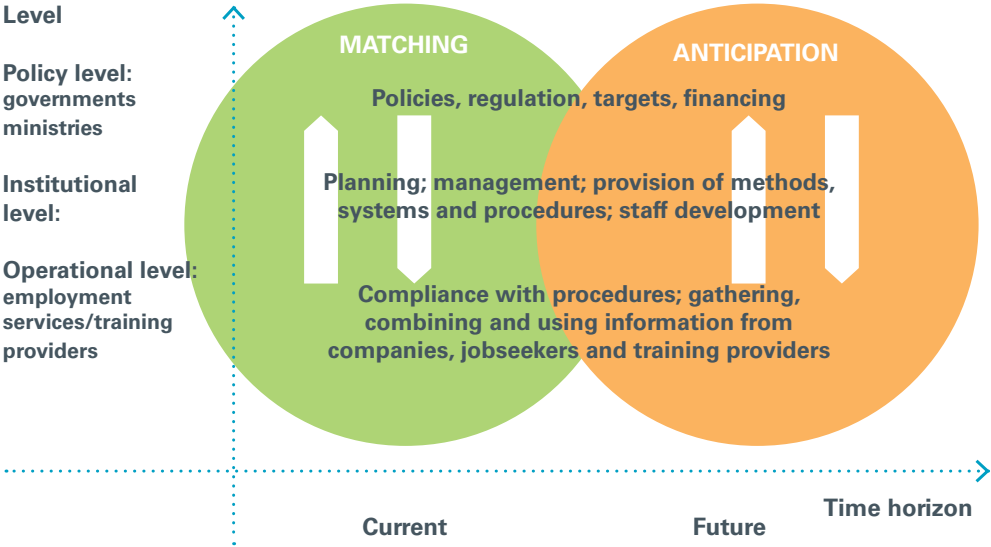 Level
Policy level:
governments
ministries
Institutional
level:
Operational level:
employment
services/training
providers
MATCHING
ANTICIPATION
Policies, regulation, targets, financing
Planning; management; provision of methods,
systems and procedures; staff development
Compliance with procedures; gathering,
combining and using information from
companies, jobseekers and training providers
Current
Future
Time horizon